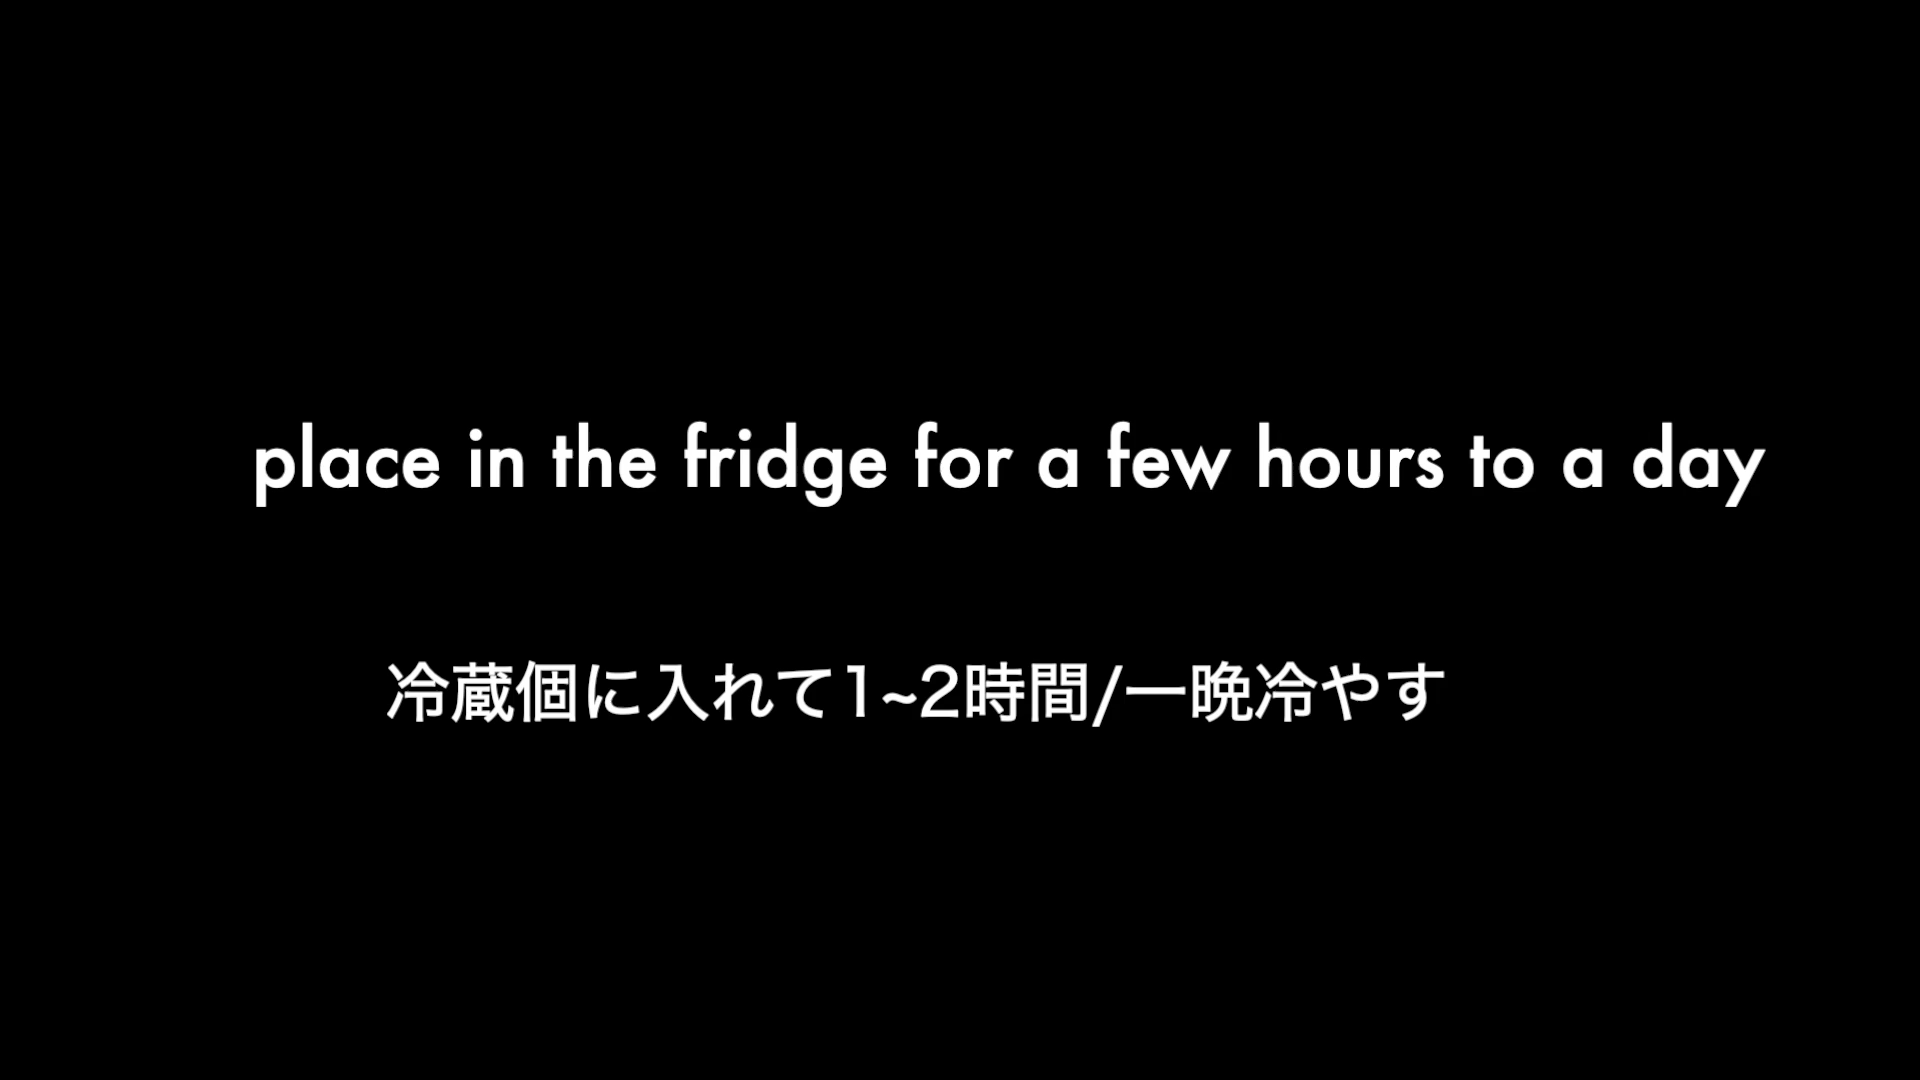 place in the fridge for a few hours to a day
冷蔵個に入れて1~2時間/一晩冷やす